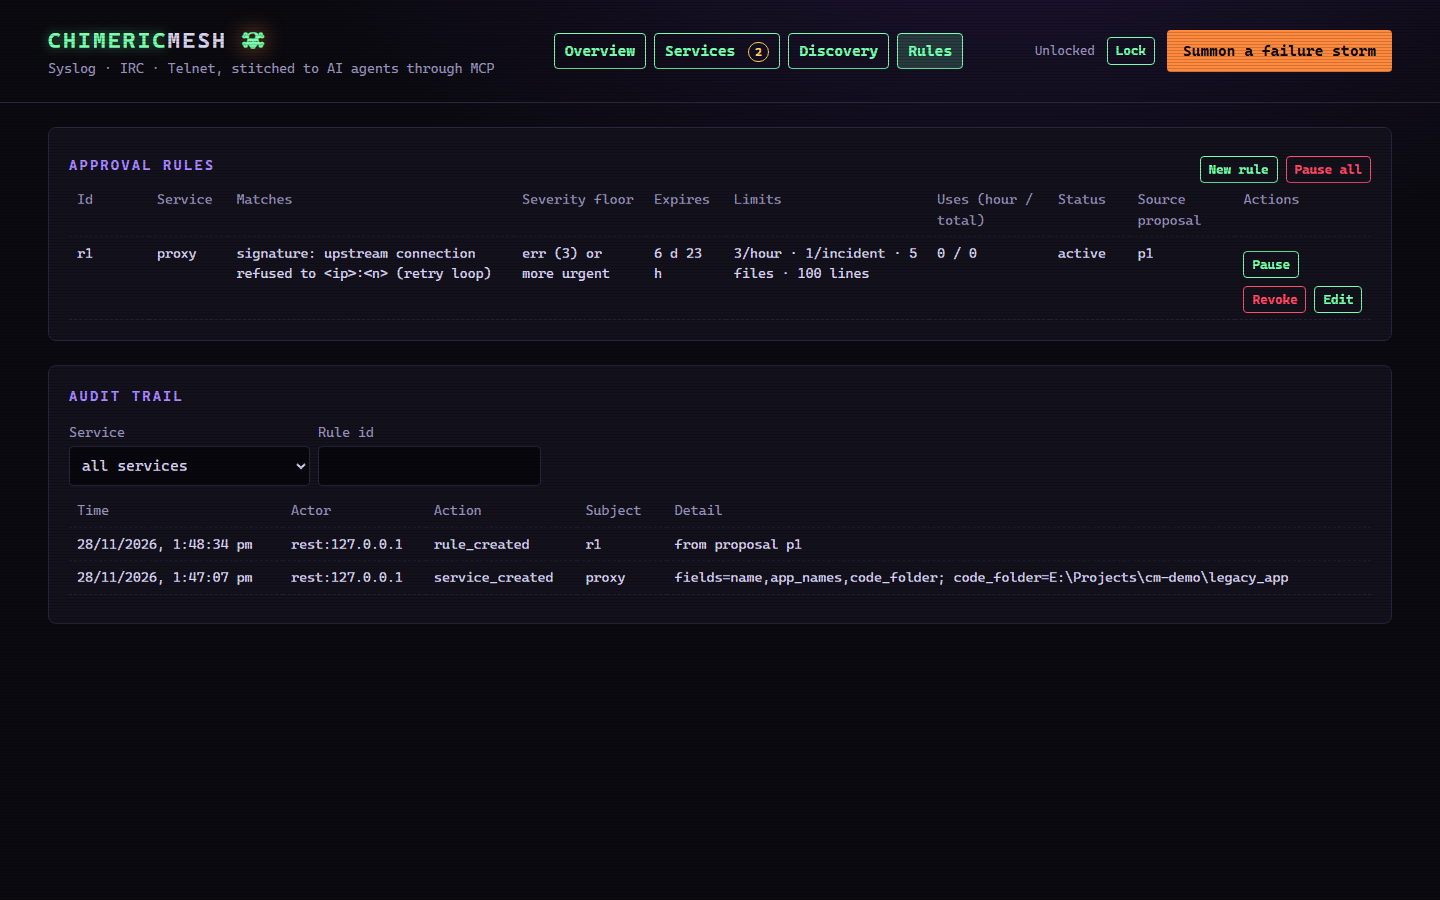 CHIMERICMESH
Syslog · IRC · Telnet, stitched to AI agents through MCP
Overview
Services 2
Discovery
Rules
Unlocked
Lock
Summon a failure storm
APPROVAL RULES
New rule
Pause all
Id Service Matches Severity floor Expires Limits Uses (hour / total) Status Source proposal Actions
r1 proxy signature: upstream connection refused to <ip>:<n> (retry loop) err (3) or more urgent 6 d 23 h 3/hour · 1/incident · 5 files · 100 lines 0 / 0 active p1
Pause
Revoke Edit
AUDIT TRAIL
Service Rule id
all services
Time Actor Action Subject Detail
28/11/2026, 1:48:34 pm rest:127.0.0.1 rule_created r1 from proposal p1
28/11/2026, 1:47:07 pm rest:127.0.0.1 service_created proxy fields=name,app_names,code_folder; code_folder=E:\Projects\cm-demo\legacy_app